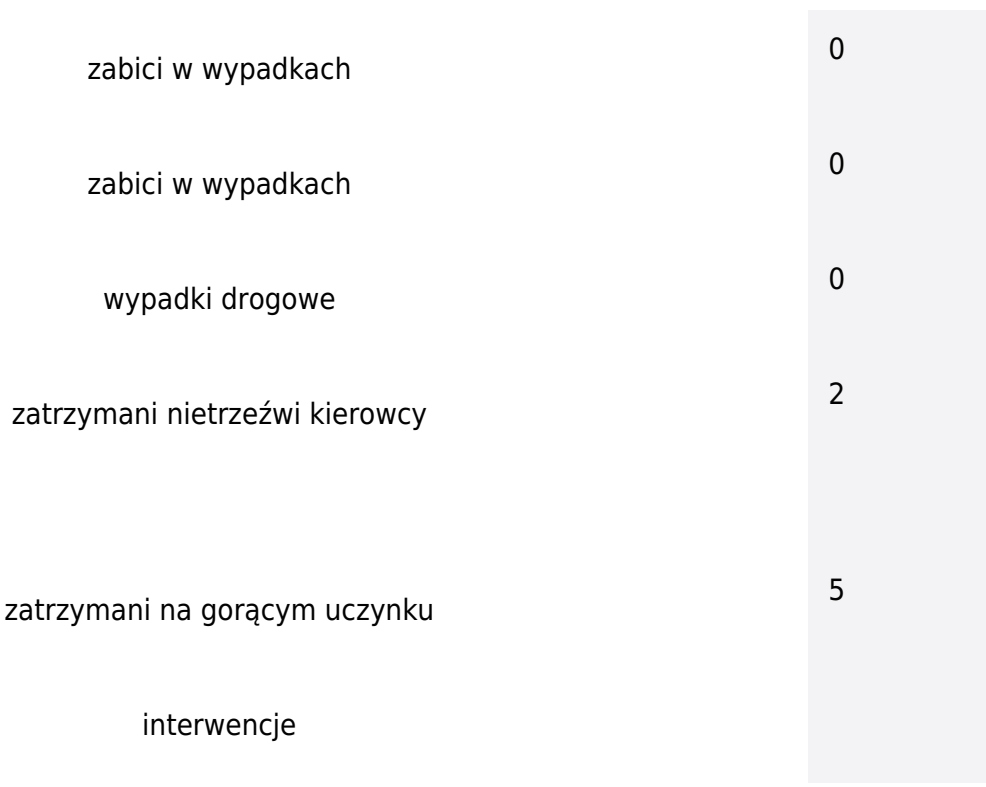 zabici w wypadkach 0
zabici w wypadkach 0
wypadki drogowe 0
zatrzymani nietrzeźwi kierowcy 2
zatrzymani na gorącym uczynku 5
interwencje